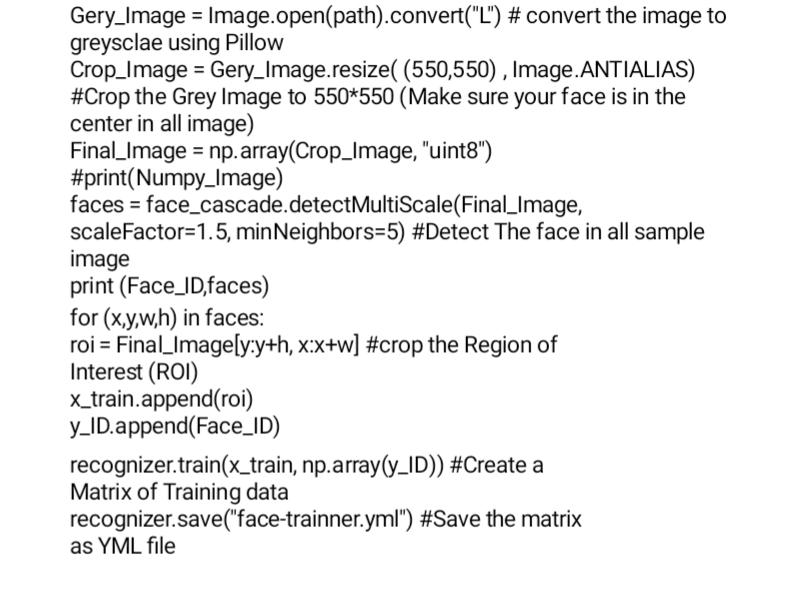 Gery_Image = Image.open(path).convert("L") # convert the image to
greysclae using Pillow
Crop_Image = Gery_Image.resize( (550,550) , Image.ANTIALIAS)
#Crop the Grey Image to 550*550 (Make sure your face is in the
center in all image)
Final_Image = np.array(Crop_Image, "uint8")
#print(Numpy_Image)
faces = face_cascade.detectMultiScale(Final_Image,
scaleFactor=1.5, minNeighbors=5) #Detect The face in all sample
image
print (Face_ID,faces)
for (x,y,w,h) in faces:
roi = Final_Image[y:y+h, x:x+w] #crop the Region of
Interest (ROI)
x_train.append(roi)
y_ID.append(Face_ID)
recognizer.train(x_train, np.array(y_ID)) #Create a
Matrix of Training data
recognizer.save("face-trainner.yml") #Save the matrix
as YML file